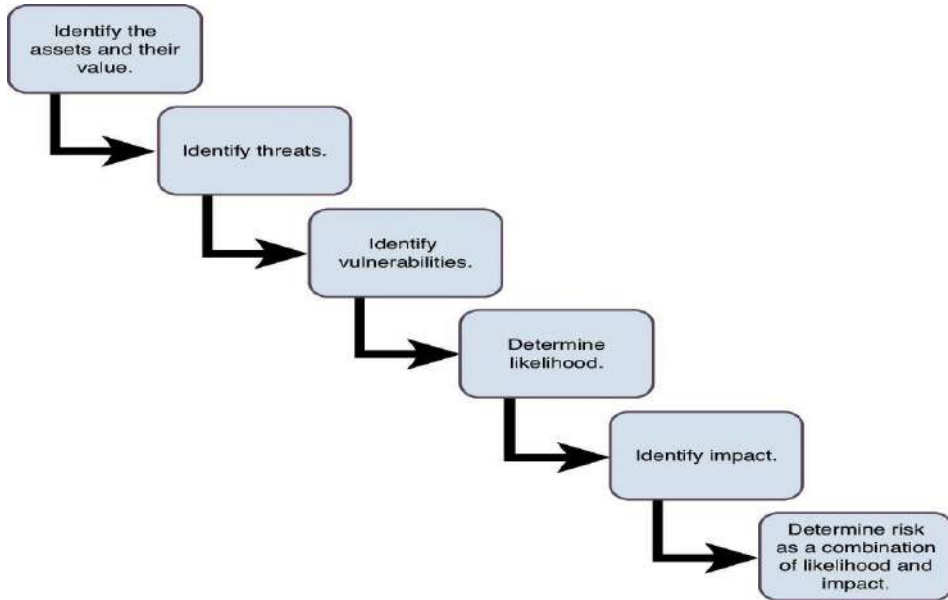 Identify the
assets and their
value.
Identify threats.
Identify
vulnerabilities.
Determine
likelihood.
Identify impact.
Determine risk
as a combination
of likelihood and
impact.